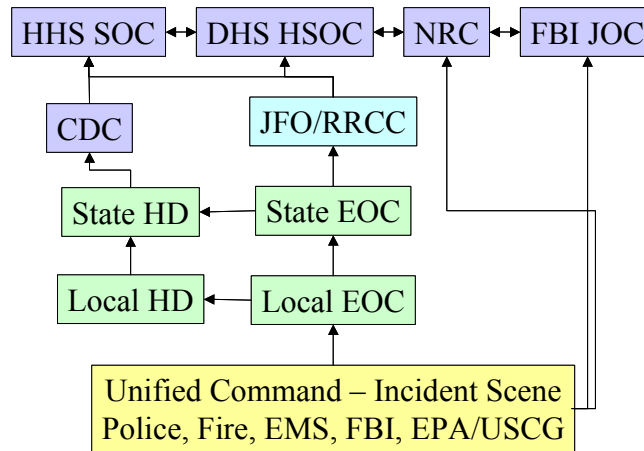 HHS SOC
DHS HSOC
NRC
FBI JOC
CDC
JFO/RRCC
State HD
State EOC
Local HD
Local EOC
Unified Command – Incident Scene
Police, Fire, EMS, FBI, EPA/USCG